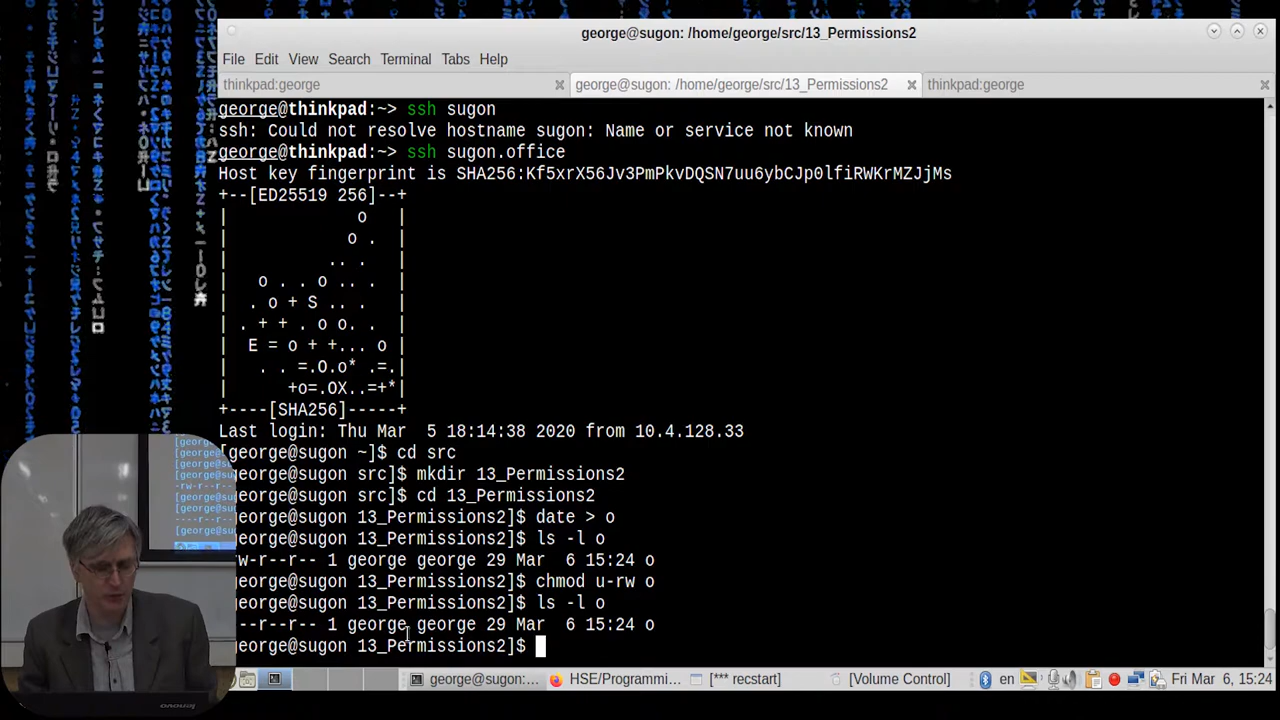 george@sugon: /home/george/src/13_Permissions2
File Edit View Search Terminal Tabs Help
thinkpad:george
george@sugon: /home/george/src/13_Permissions2
thinkpad:george
george@thinkpad:~> ssh sugon
ssh: Could not resolve hostname sugon: Name or service not known
george@thinkpad:~> ssh sugon.office
Host key fingerprint is SHA256:Kf5xrX56Jv3PmPkvDQSN7uu6ybCJp0lfiRWKrMZJjMs
+--[ED25519 256]--+
|              o   |
|             o .  |
|           .. .   |
|    o . . o . .   |
|   . o + S .. .   |
|  . + + . o o. .  |
|   E = o + +... o |
|    . . =.O.o* .=.|
|       +o=.OX..=+*|
+----[SHA256]-----+
Last login: Thu Mar  5 18:14:38 2020 from 10.4.128.33
[george@sugon ~]$ cd src
[george@sugon src]$ mkdir 13_Permissions2
[george@sugon src]$ cd 13_Permissions2
george@sugon 13_Permissions2]$ date > o
george@sugon 13_Permissions2]$ ls -l o
rw-r--r-- 1 george george 29 Mar  6 15:24 o
george@sugon 13_Permissions2]$ chmod u-rw o
george@sugon 13_Permissions2]$ ls -l o
--r--r-- 1 george george 29 Mar  6 15:24 o
george@sugon 13_Permissions2]$
george@sugon:...
HSE/Programmi...
[*** recstart]
[Volume Control]
en
Fri Mar  6, 15:24
lenovo